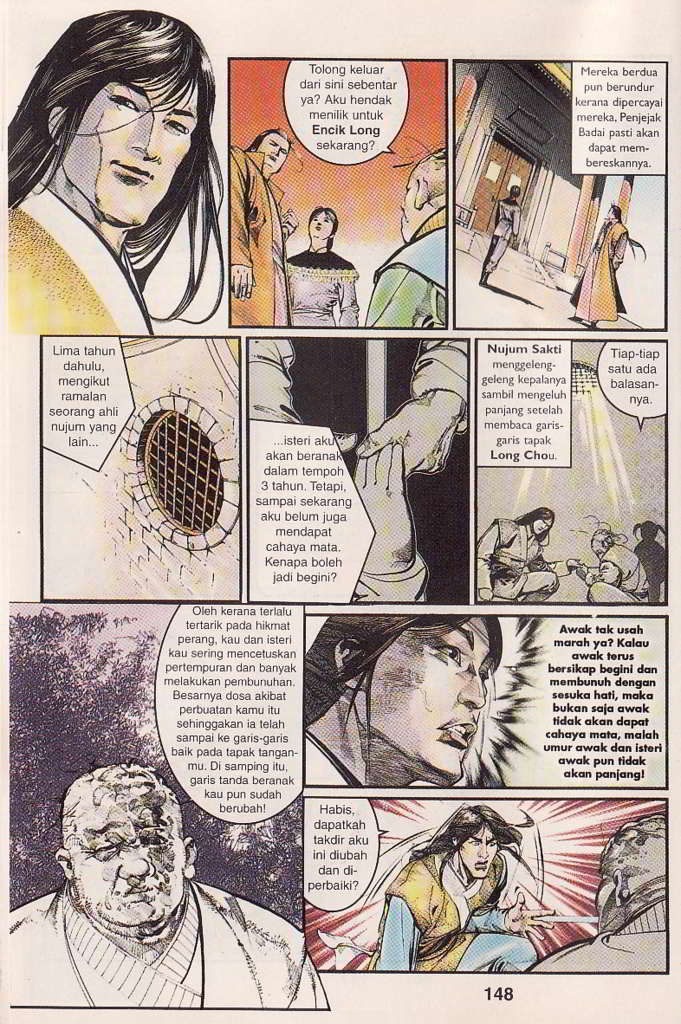 Tolong keluar
dari sini sebentar
ya? Aku hendak
menilik untuk
Encik Long
sekarang?
Mereka berdua
pun berundur
kerana dipercayai
mereka, Penjejak
Badai pasti akan
dapat mem-
bereskannya.
Lima tahun
dahulu,
mengikut
ramalan
seorang ahli
nujum yang
lain...
...isteri aku
akan beranak
dalam tempoh
3 tahun. Tetapi,
sampai sekarang
aku belum juga
mendapat
cahaya mata.
Kenapa boleh
jadi begini?
Nujum Sakti
menggeleng-
geleng kepalanya
sambil mengeluh
panjang setelah
membaca garis-
garis tapak
Long Chou.
Tiap-tiap
satu ada
balasan-
nya.
Oleh kerana terlalu
tertarik pada hikmat
perang, kau dan isteri
kau sering mencetuskan
pertempuran dan banyak
melakukan pembunuhan.
Besarnya dosa akibat
perbuatan kamu itu
sehinggakan ia telah
sampai ke garis-garis
baik pada tapak tangan-
mu. Di samping itu,
garis tanda beranak
kau pun sudah
berubah!
Awak tak usah
marah ya? Kalau
awak terus
bersikap begini dan
membunuh dengan
sesuka hati, maka
bukan saja awak
tidak akan dapat
cahaya mata, malah
umur awak dan isteri
awak pun tidak
akan panjang!
Habis,
dapatkah
takdir aku
ini diubah
dan di-
perbaiki?
148